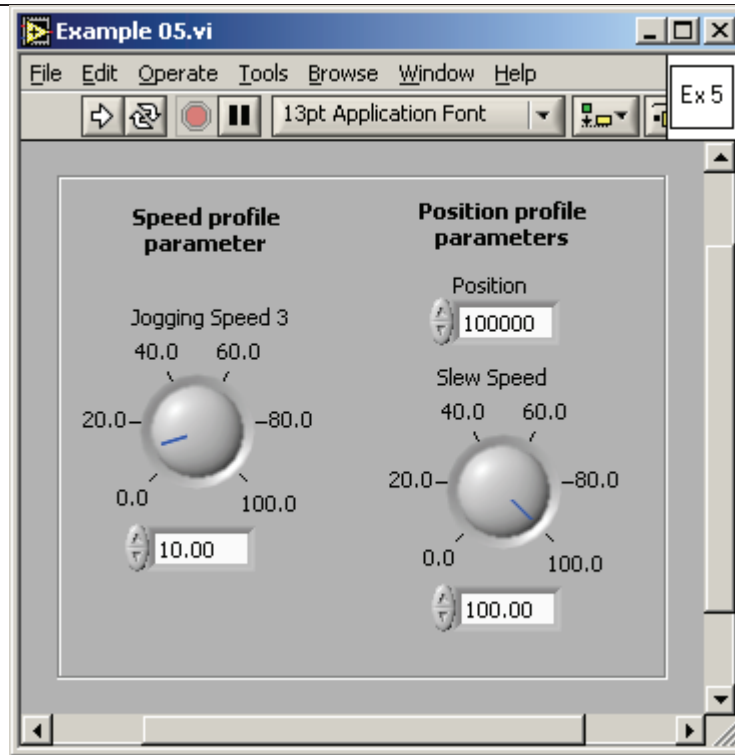 Example 05.vi
File Edit Operate Tools Browse Window Help
Ex 5
13pt Application Font
Speed profile
parameter
Jogging Speed 3
40.0 60.0
20.0 80.0
0.0 100.0
10.00
Position profile
parameters
Position
100000
Slew Speed
40.0 60.0
20.0 80.0
0.0 100.0
100.00